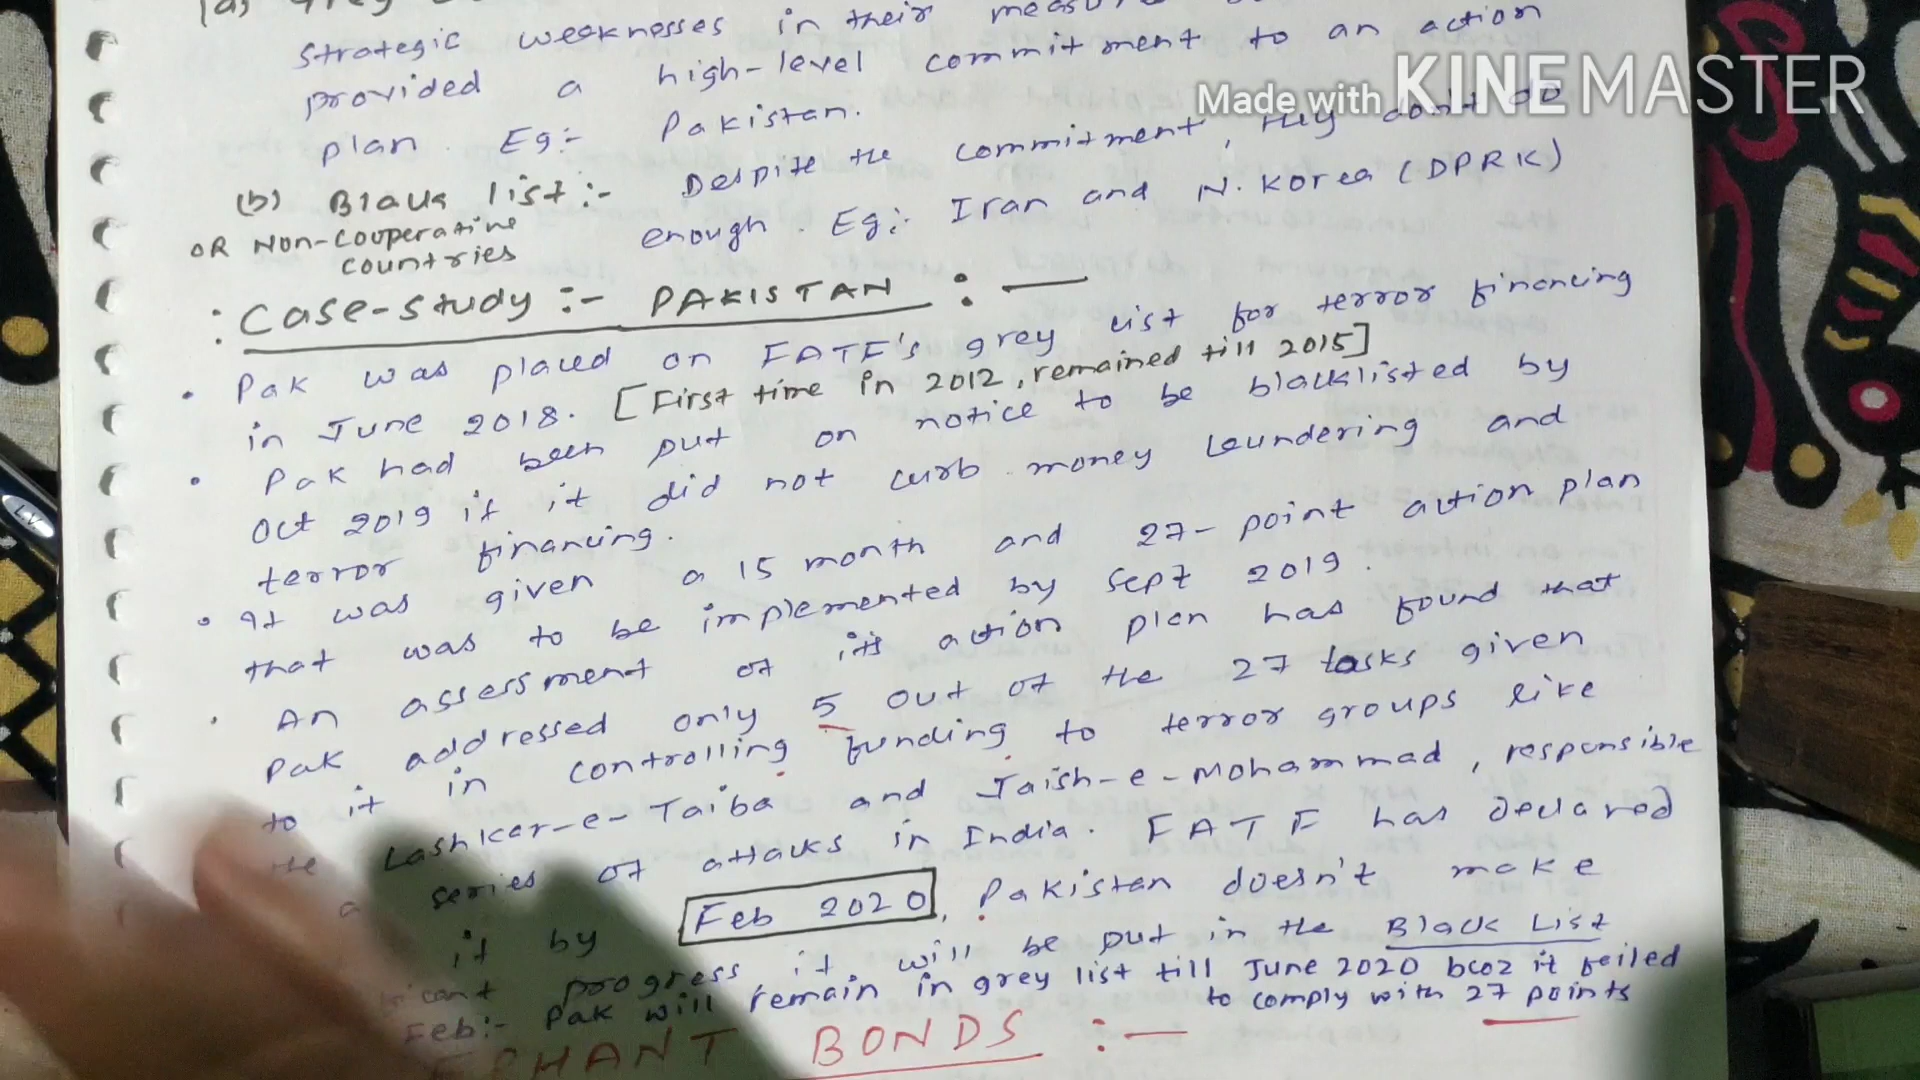 (a) Grey
strategic weaknesses in their
provided a high-level commitment to an action
plan. Eg:- Pakistan.
(b) Black list :- Despite the commitment, they don't do
OR Non-cooperative countries
enough. Eg:- Iran and N. Korea (DPRK)
: Case-study :- PAKISTAN : —
• Pak was placed on FATF's grey list for terror financing
in June 2018. [First time in 2012, remained till 2015]
• Pak had been put on notice to be blacklisted by
Oct 2019 if it did not curb money laundering and
terror financing.
• It was given a 15 month and 27-point action plan
that was to be implemented by Sept 2019.
• An assessment of its action plan has found that
Pak addressed only 5 out of the 27 tasks given
to it in controlling funding to terror groups like
the Lashkar-e-Taiba and Jaish-e-Mohammad, responsible
series of attacks in India. FATF has declared
it by Feb 2020, Pakistan doesn't make
progress it will be put in the Black List
Feb:- Pak will remain in grey list till June 2020 bcoz it failed
to comply with 27 points
EPHANT BONDS :—
Made with KINEMASTER